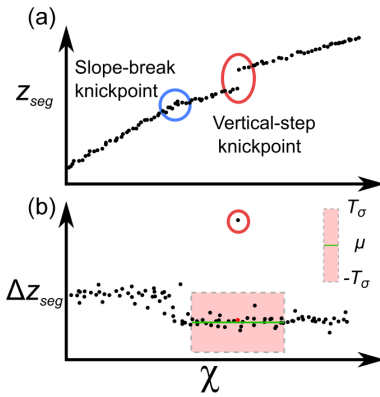 (a)
z_seg
Slope-break
knickpoint
Vertical-step
knickpoint
(b)
T_σ
μ
-T_σ
Δz_seg
χ